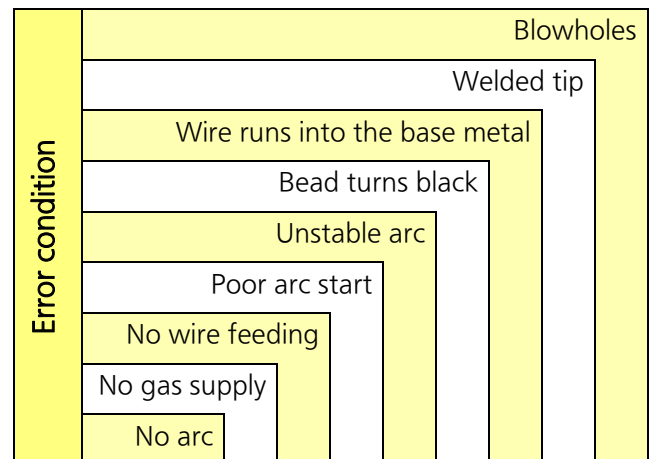 Error condition
Blowholes
Welded tip
Wire runs into the base metal
Bead turns black
Unstable arc
Poor arc start
No wire feeding
No gas supply
No arc